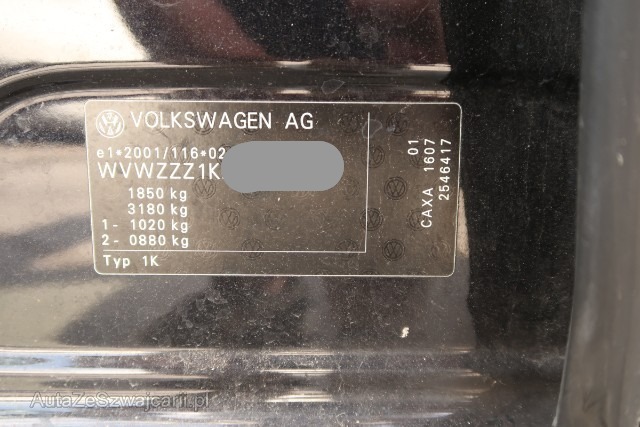 VOLKSWAGEN AG
e1*2001/116*02
WVWZZZ1K
1850 kg
3180 kg
1- 1020 kg
2- 0880 kg
Typ 1K
01
CAXA 1607
2546417
AutaZeSzwajcarii.pl